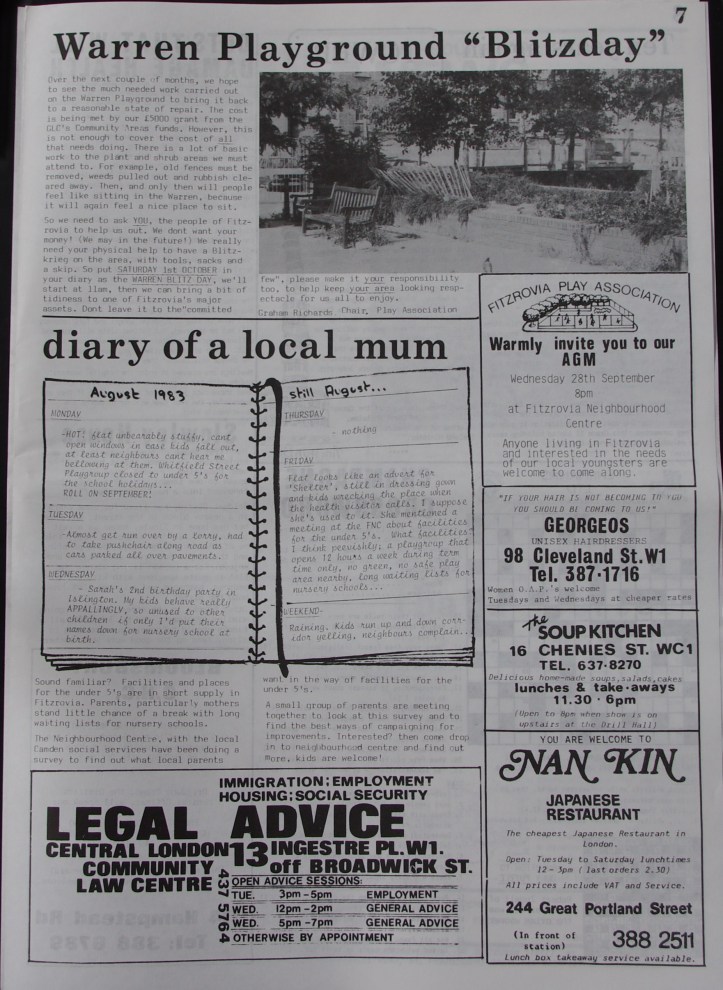 7
Warren Playground "Blitzday"
Over the next couple of months, we hope
to see the much needed work carried out
on the Warren Playground to bring it back
to a reasonable state of repair. The cost
is being met by our £5000 grant from the
GLC's Community Areas funds. However, this
is not enough to cover the cost of all
that needs doing. There is a lot of basic
work to the plant and shrub areas we must
attend to. For example, old fences must be
removed, weeds pulled out and rubbish cle-
ared away. Then, and only then will people
feel like sitting in the Warren, because
it will again feel a nice place to sit.
So we need to ask YOU, the people of Fitz-
rovia to help us out. We dont want your
money! (We may in the future!) We really
need your physical help to have a Blitz-
krieg on the area, with tools, sacks and
a skip. So put SATURDAY 1st OCTOBER in
your diary as the WARREN BLITZ DAY, we'll
start at 11am, then we can bring a bit of
tidiness to one of Fitzrovia's major
assets. Dont leave it to the"committed
few", please make it your responsibility
too, to help keep your area looking resp-
ectacle for us all to enjoy.
Graham Richards Chair, Play Association
diary of a local mum
August 1983
MONDAY
-HOT! flat unbearably stuffy, cant
open windows in case kids fall out,
at least neighbours cant hear me
bellowing at them. Whitfield Street
Playgroup closed to under 5's for
the school holidays...
ROLL ON SEPTEMBER!
TUESDAY
-Almost get run over by a lorry, had
to take pushchair along road as
cars parked all over pavements.
WEDNESDAY
- Sarah's 2nd birthday party in
Islington. My kids behave really
APPALLINGLY, so unused to other
children if only I'd put their
names down for nursery school at
birth.
still August...
THURSDAY
- nothing
FRIDAY
Flat looks like an advert for
'Shelter', still in dressing gown
and kids wrecking the place when
the health visitor calls. I suppose
she's used to it. She mentioned a
meeting at the FNC about facilities
for the under 5's. What facilities?
I think peevishly, a playgroup that
opens 12 hours a week during term
time only, no green, no safe play
area nearby, long waiting lists for
nursery schools...
WEEKEND-
Raining. Kids run up and down corr-
idor yelling, neighbours complain..
Sound familiar? Facilities and places
for the under 5's are in short supply in
Fitzrovia. Parents, particularly mothers
stand little chance of a break with long
waiting lists for nursery schools.
The Neighbourhood Centre, with the local
Camden social services have been doing a
survey to find out what local parents
want in the way of facilities for the
under 5's.
A small group of parents are meeting
together to look at this survey and to
find the best ways of campaigning for
improvements. Interested? then come drop
in to neighbourhood centre and find out
more, kids are welcome!
IMMIGRATION:EMPLOYMENT
HOUSING:SOCIAL SECURITY
LEGAL ADVICE
CENTRAL LONDON
COMMUNITY
LAW CENTRE
13 INGESTRE PL.W1.
off BROADWICK ST.
437 5764
OPEN ADVICE SESSIONS:
TUE. 3pm-5pm EMPLOYMENT
WED. 12pm-2pm GENERAL ADVICE
WED. 5pm-7pm GENERAL ADVICE
OTHERWISE BY APPOINTMENT
FITZROVIA PLAY ASSOCIATION
Warmly invite you to our
AGM
Wednesday 28th September
8pm
at Fitzrovia Neighbourhood
Centre
Anyone living in Fitzrovia
and interested in the needs
of our local youngsters are
welcome to come along.
"IF YOUR HAIR IS NOT BECOMING TO YOU
YOU SHOULD BE COMING TO US!"
GEORGEOS
UNISEX HAIRDRESSERS
98 Cleveland St.W1
Tel. 387·1716
Women O.A.P.'s welcome
Tuesdays and Wednesdays at cheaper rates
The
SOUP KITCHEN
16 CHENIES ST. WC1
TEL. 637·8270
Delicious home-made soups,salads,cakes
lunches & take·aways
11.30 · 6pm
(Open to 8pm when show is on
upstairs at the Drill Hall)
YOU ARE WELCOME TO
NAN KIN
JAPANESE
RESTAURANT
The cheapest Japanese Restaurant in
London.
Open: Tuesday to Saturday lunchtimes
12 - 3pm (last orders 2.30)
All prices include VAT and Service.
244 Great Portland Street
(In front of
station)
388 2511
Lunch box takeaway service available.